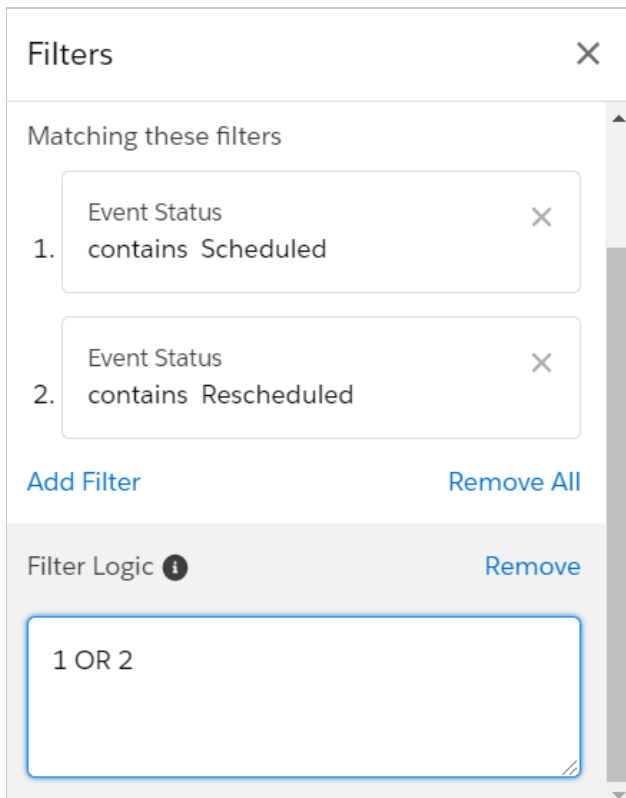 Filters
Matching these filters
1.
Event Status
contains Scheduled
2.
Event Status
contains Rescheduled
Add Filter
Remove All
Filter Logic
Remove
1 OR 2